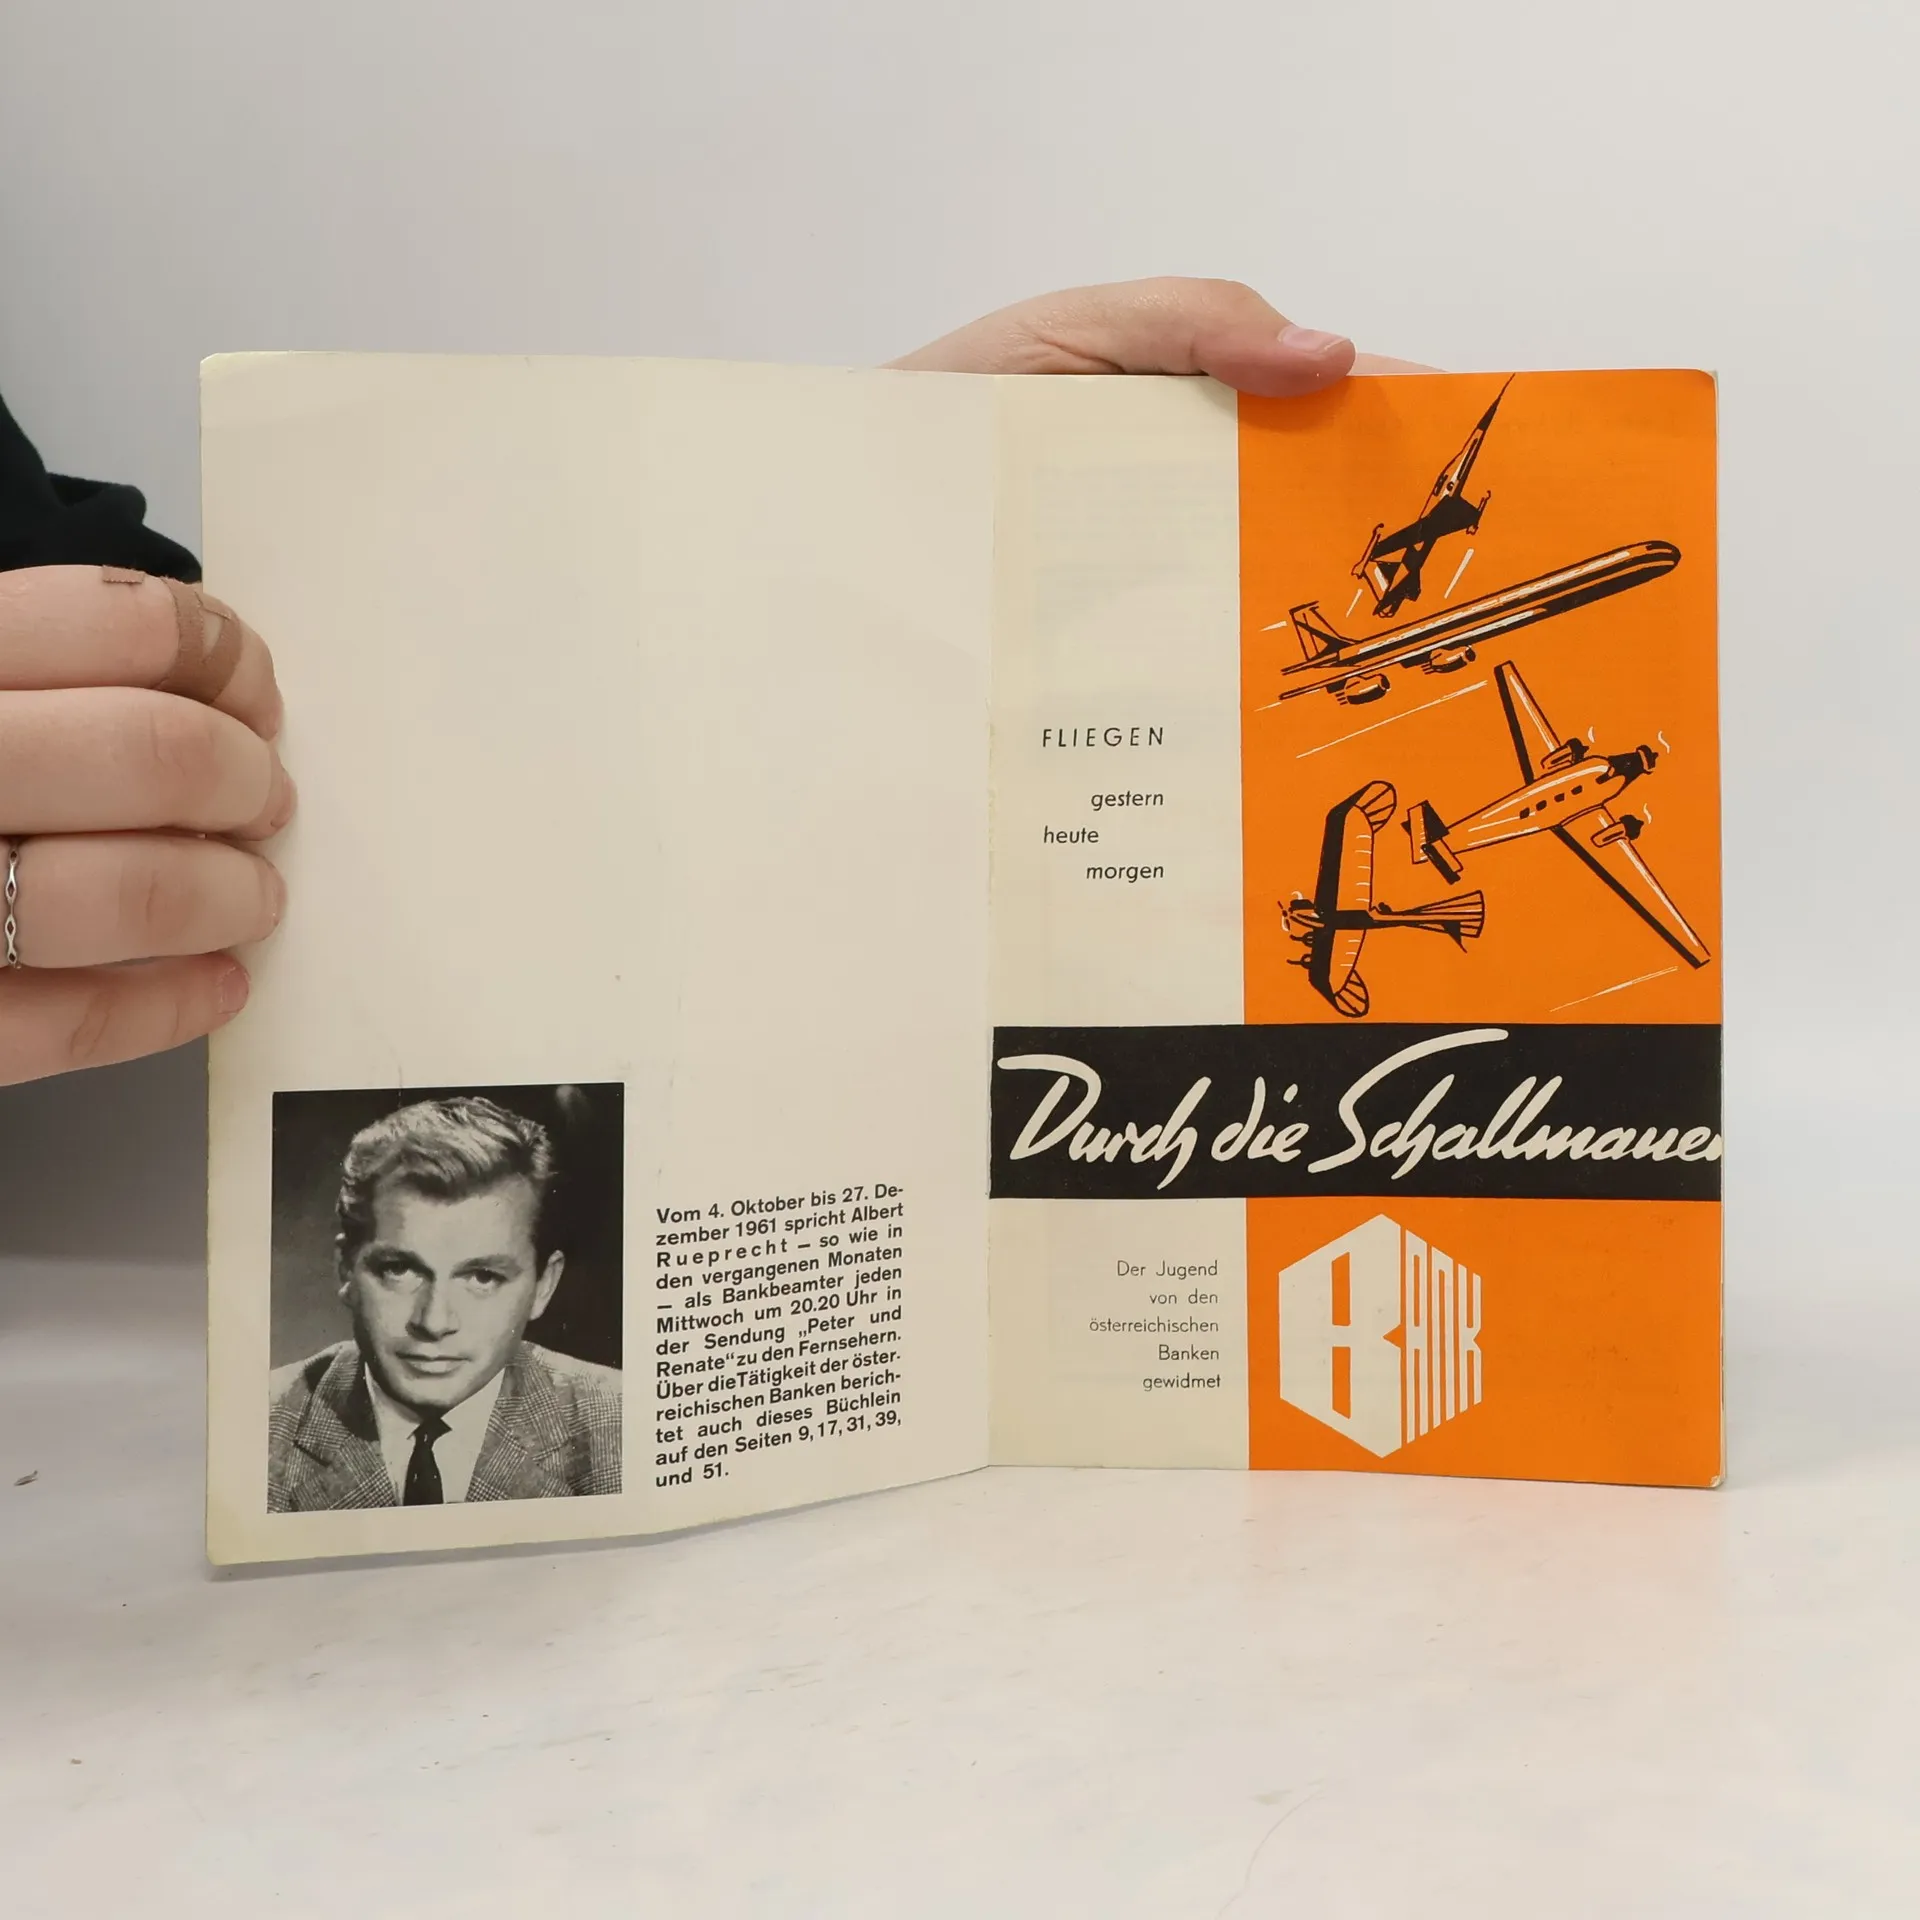 Vom 4. Oktober bis 27. De-
zember 1961 spricht Albert
Rueprecht – so wie in
den vergangenen Monaten
– als Bankbeamter jeden
Mittwoch um 20.20 Uhr in
der Sendung „Peter und
Renate“ zu den Fernsehern.
Über die Tätigkeit der öster-
reichischen Banken berich-
tet auch dieses Büchlein
auf den Seiten 9, 17, 31, 39,
und 51.
FLIEGEN
gestern
heute
morgen
Durch die Schallmauer
Der Jugend
von den
österreichischen
Banken
gewidmet
BANK